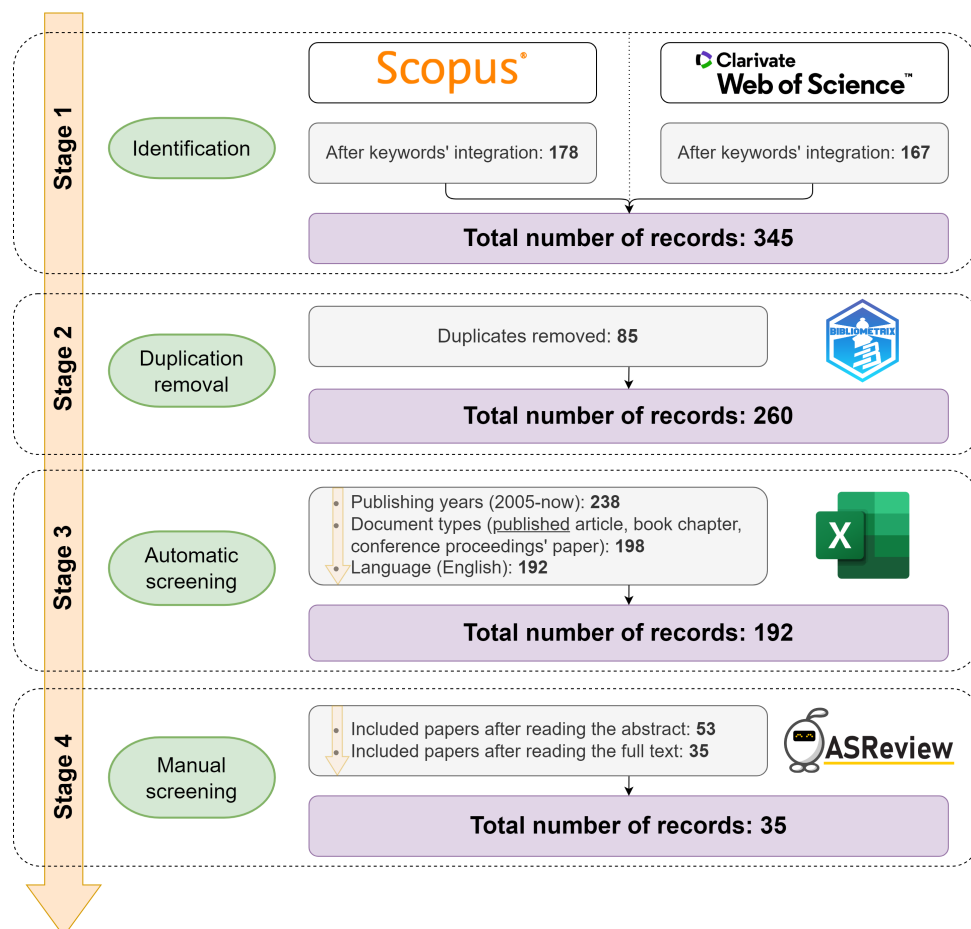 Stage 1
Identification
Scopus®
Clarivate
Web of Science™
After keywords' integration: 178
After keywords' integration: 167
Total number of records: 345
Stage 2
Duplication
removal
Duplicates removed: 85
BIBLIOMETRIX
Total number of records: 260
Stage 3
Automatic
screening
• Publishing years (2005-now): 238
• Document types (published article, book chapter,
conference proceedings' paper): 198
• Language (English): 192
X
Total number of records: 192
Stage 4
Manual
screening
• Included papers after reading the abstract: 53
• Included papers after reading the full text: 35
ASReview
Total number of records: 35